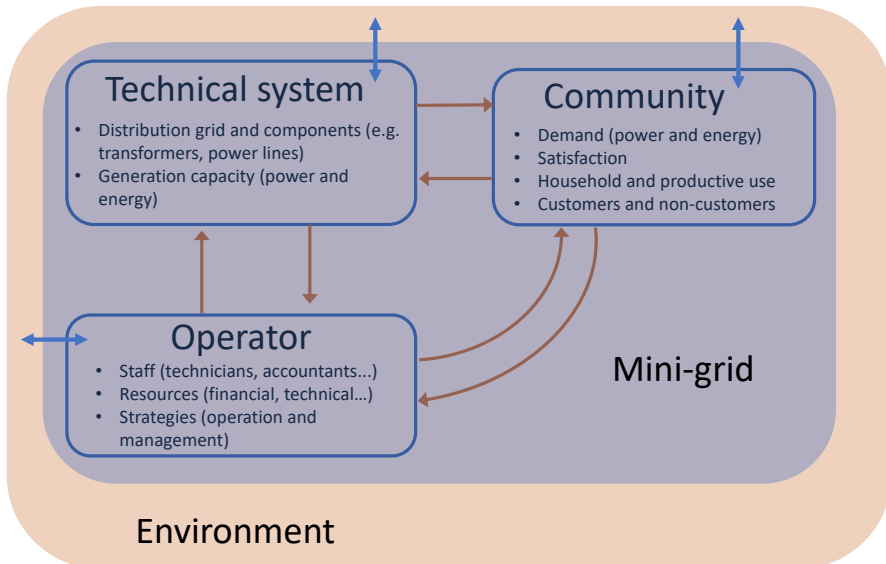 Technical system
• Distribution grid and components (e.g.
transformers, power lines)
• Generation capacity (power and
energy)
Community
• Demand (power and energy)
• Satisfaction
• Household and productive use
• Customers and non-customers
Operator
• Staff (technicians, accountants...)
• Resources (financial, technical…)
• Strategies (operation and
management)
Mini-grid
Environment